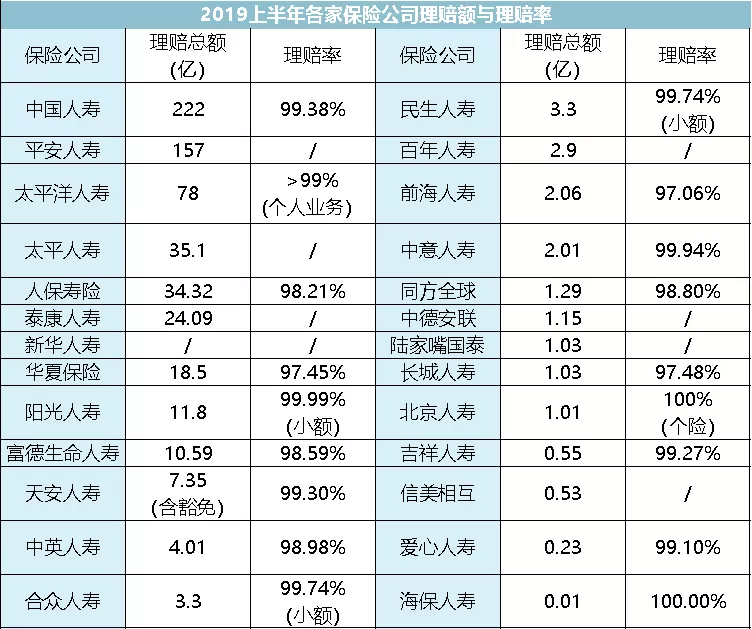 2019上半年各家保险公司理赔额与理赔率
保险公司 理赔总额(亿) 理赔率 保险公司 理赔总额(亿) 理赔率
中国人寿 222 99.38% 民生人寿 3.3 99.74%(小额)
平安人寿 157 / 百年人寿 2.9 /
太平洋人寿 78 >99%(个人业务) 前海人寿 2.06 97.06%
太平人寿 35.1 / 中意人寿 2.01 99.94%
人保寿险 34.32 98.21% 同方全球 1.29 98.80%
泰康人寿 24.09 / 中德安联 1.15 /
新华人寿 / / 陆家嘴国泰 1.03 /
华夏保险 18.5 97.45% 长城人寿 1.03 97.48%
阳光人寿 11.8 99.99%(小额) 北京人寿 1.01 100%(个险)
富德生命人寿 10.59 98.59% 吉祥人寿 0.55 99.27%
天安人寿 7.35(含豁免) 99.30% 信美相互 0.53 /
中英人寿 4.01 98.98% 爱心人寿 0.23 99.10%
合众人寿 3.3 99.74%(小额) 海保人寿 0.01 100.00%